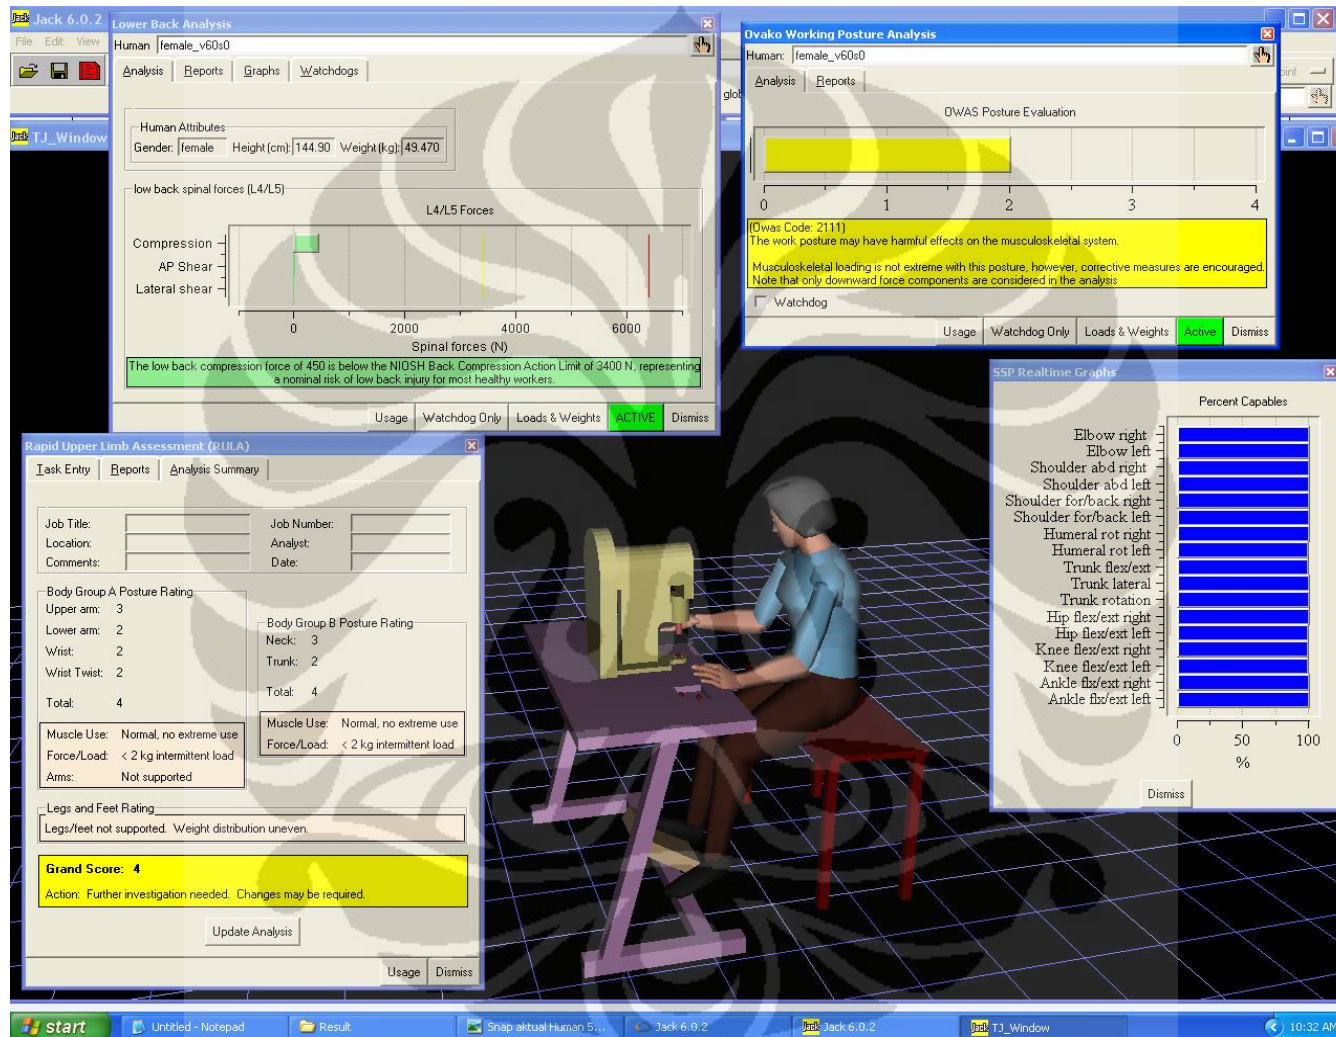 Jack 6.0.2
File Edit View
TJ_Window
Lower Back Analysis
Human female_v60s0
Analysis Reports Graphs Watchdogs
Human Attributes
Gender: female Height (cm): 144.90 Weight (kg): 49.470
low back spinal forces (L4/L5)
L4/L5 Forces
Compression
AP Shear
Lateral shear
0 2000 4000 6000
Spinal forces (N)
The low back compression force of 450 is below the NIOSH Back Compression Action Limit of 3400 N, representing
a nominal risk of low back injury for most healthy workers.
Usage Watchdog Only Loads & Weights ACTIVE Dismiss
Ovako Working Posture Analysis
Human: female_v60s0
Analysis Reports
OWAS Posture Evaluation
0 1 2 3 4
(Owas Code: 2111)
The work posture may have harmful effects on the musculoskeletal system.
Musculoskeletal loading is not extreme with this posture, however, corrective measures are encouraged.
Note that only downward force components are considered in the analysis
Watchdog
Usage Watchdog Only Loads & Weights Active Dismiss
SSP Realtime Graphs
Percent Capables
Elbow right
Elbow left
Shoulder abd right
Shoulder abd left
Shoulder for/back right
Shoulder for/back left
Humeral rot right
Humeral rot left
Trunk flex/ext
Trunk lateral
Trunk rotation
Hip flex/ext right
Hip flex/ext left
Knee flex/ext right
Knee flex/ext left
Ankle flx/ext right
Ankle flx/ext left
0 50 100
%
Dismiss
Rapid Upper Limb Assessment (RULA)
Task Entry Reports Analysis Summary
Job Title: Job Number:
Location: Analyst:
Comments: Date:
Body Group A Posture Rating
Upper arm: 3
Lower arm: 2
Wrist: 2
Wrist Twist: 2
Total: 4
Muscle Use: Normal, no extreme use
Force/Load: < 2 kg intermittent load
Arms: Not supported
Body Group B Posture Rating
Neck: 3
Trunk: 2
Total: 4
Muscle Use: Normal, no extreme use
Force/Load: < 2 kg intermittent load
Legs and Feet Rating
Legs/feet not supported. Weight distribution uneven.
Grand Score: 4
Action: Further investigation needed. Changes may be required.
Update Analysis
Usage Dismiss
start Untitled - Notepad Result Snap aktual Human 5... Jack 6.0.2 Jack 6.0.2 TJ_Window 10:32 AM